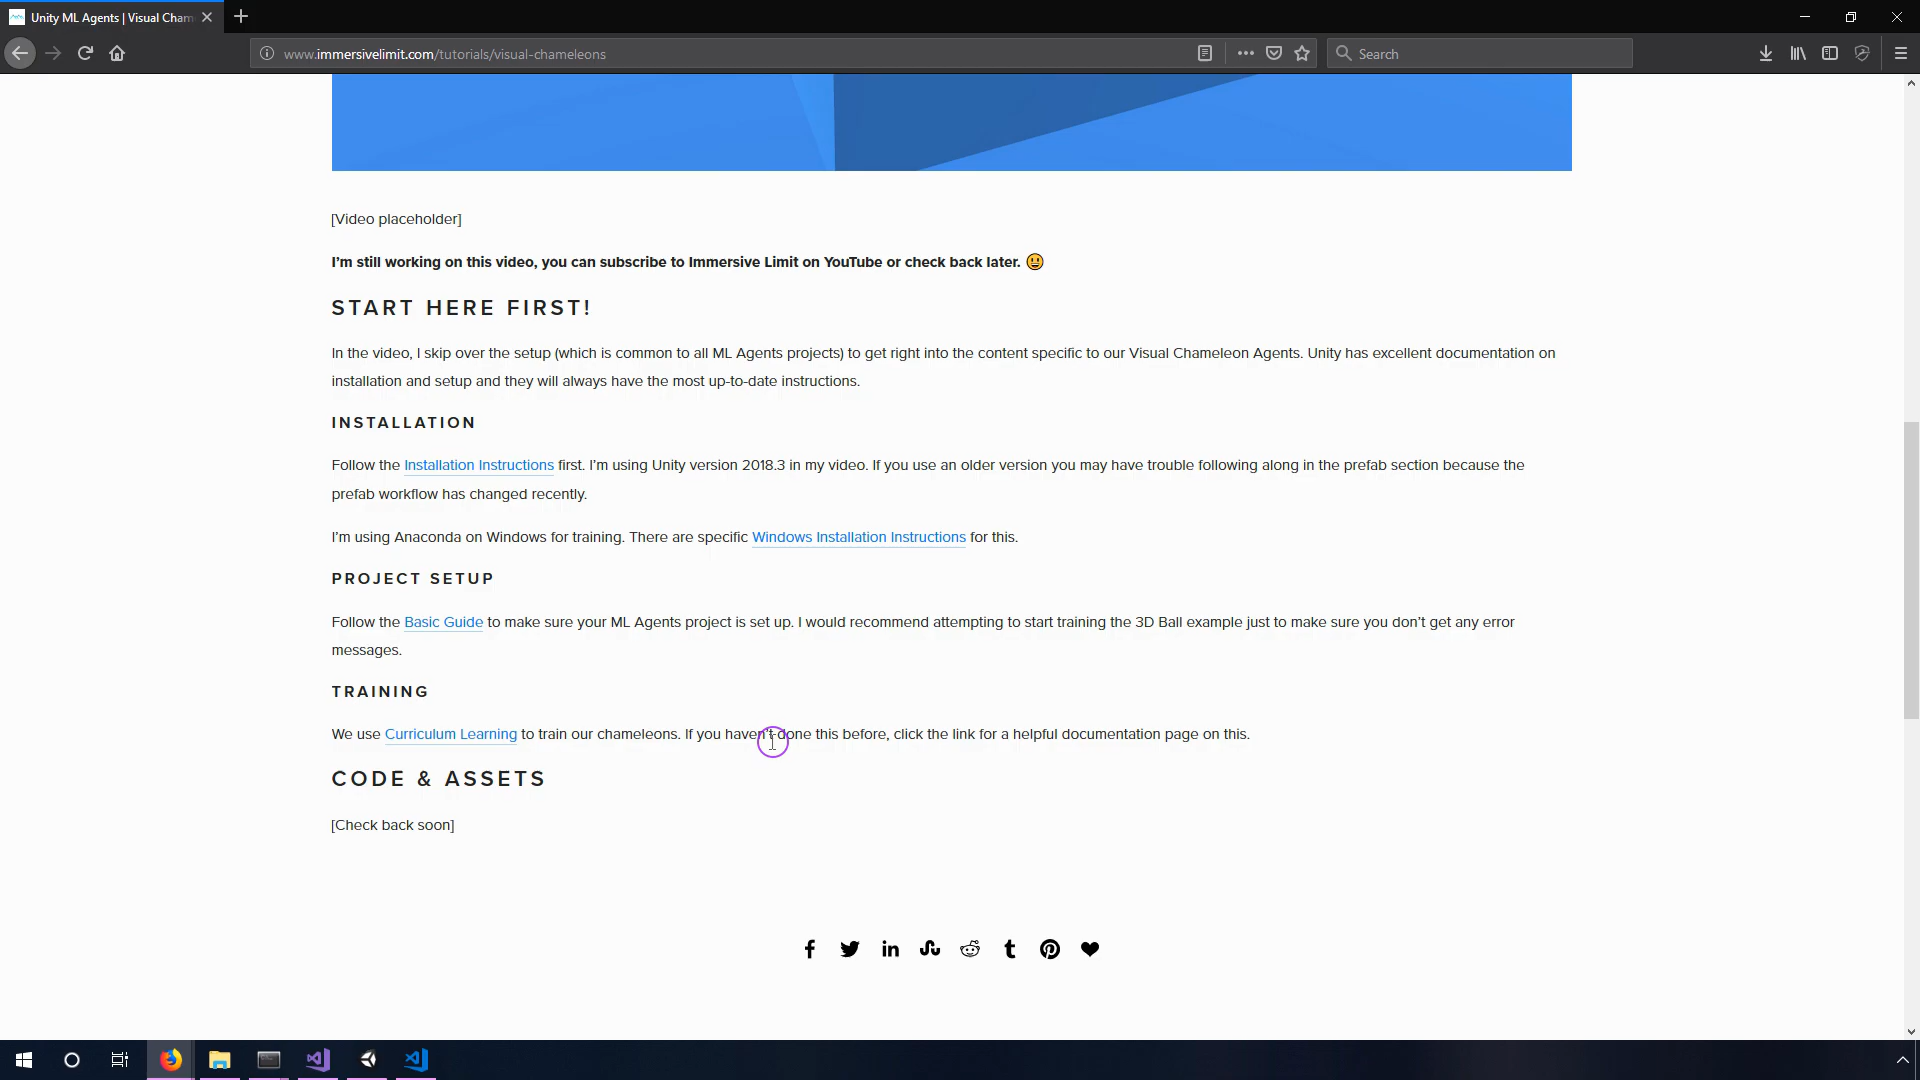 Unity ML Agents | Visual Cham
www.immersivelimit.com/tutorials/visual-chameleons
Search
[Video placeholder]
I'm still working on this video, you can subscribe to Immersive Limit on YouTube or check back later. 😀
START HERE FIRST!
In the video, I skip over the setup (which is common to all ML Agents projects) to get right into the content specific to our Visual Chameleon Agents. Unity has excellent documentation on
installation and setup and they will always have the most up-to-date instructions.
INSTALLATION
Follow the Installation Instructions first. I'm using Unity version 2018.3 in my video. If you use an older version you may have trouble following along in the prefab section because the
prefab workflow has changed recently.
I'm using Anaconda on Windows for training. There are specific Windows Installation Instructions for this.
PROJECT SETUP
Follow the Basic Guide to make sure your ML Agents project is set up. I would recommend attempting to start training the 3D Ball example just to make sure you don't get any error
messages.
TRAINING
We use Curriculum Learning to train our chameleons. If you haven't done this before, click the link for a helpful documentation page on this.
CODE & ASSETS
[Check back soon]